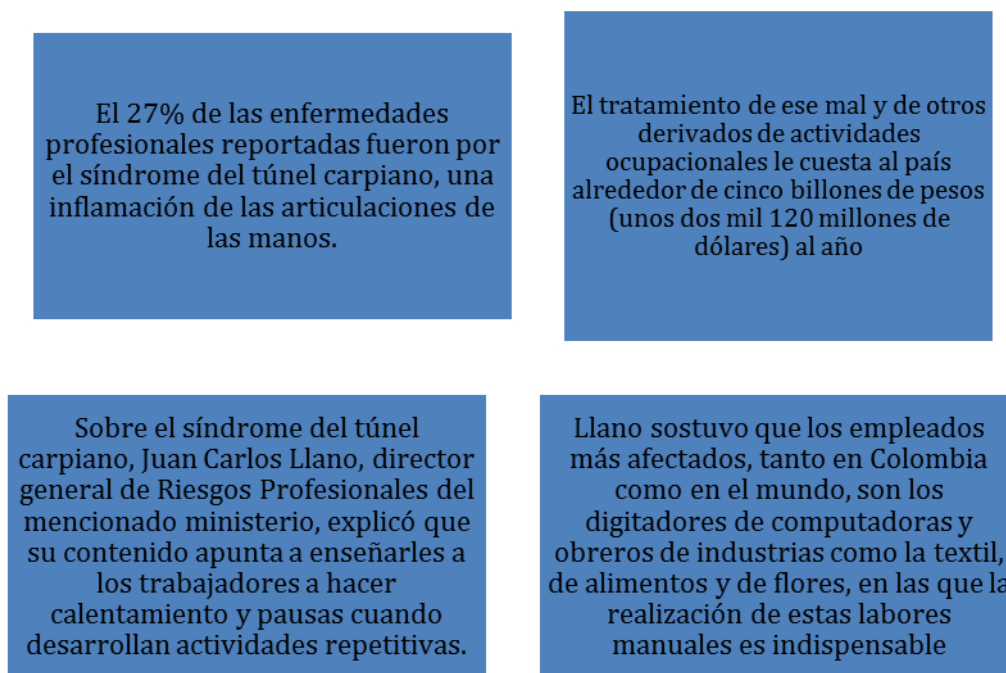 El 27% de las enfermedades
profesionales reportadas fueron por
el síndrome del túnel carpiano, una
inflamación de las articulaciones de
las manos.
El tratamiento de ese mal y de otros
derivados de actividades
ocupacionales le cuesta al país
alrededor de cinco billones de pesos
(unos dos mil 120 millones de
dólares) al año
Sobre el síndrome del túnel
carpiano, Juan Carlos Llano, director
general de Riesgos Profesionales del
mencionado ministerio, explicó que
su contenido apunta a enseñarles a
los trabajadores a hacer
calentamiento y pausas cuando
desarrollan actividades repetitivas.
Llano sostuvo que los empleados
más afectados, tanto en Colombia
como en el mundo, son los
digitadores de computadoras y
obreros de industrias como la textil,
de alimentos y de flores, en las que la
realización de estas labores
manuales es indispensable